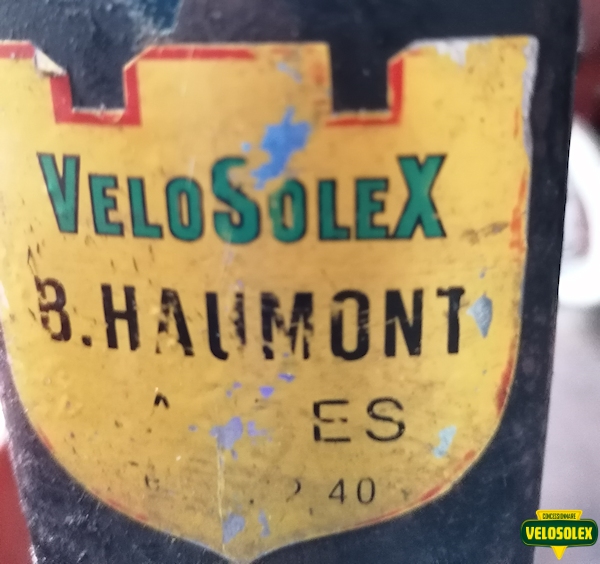 VELOSOLEX
B.HAUMONT
ES
40
CONCESSIONNAIRE
VELOSOLEX